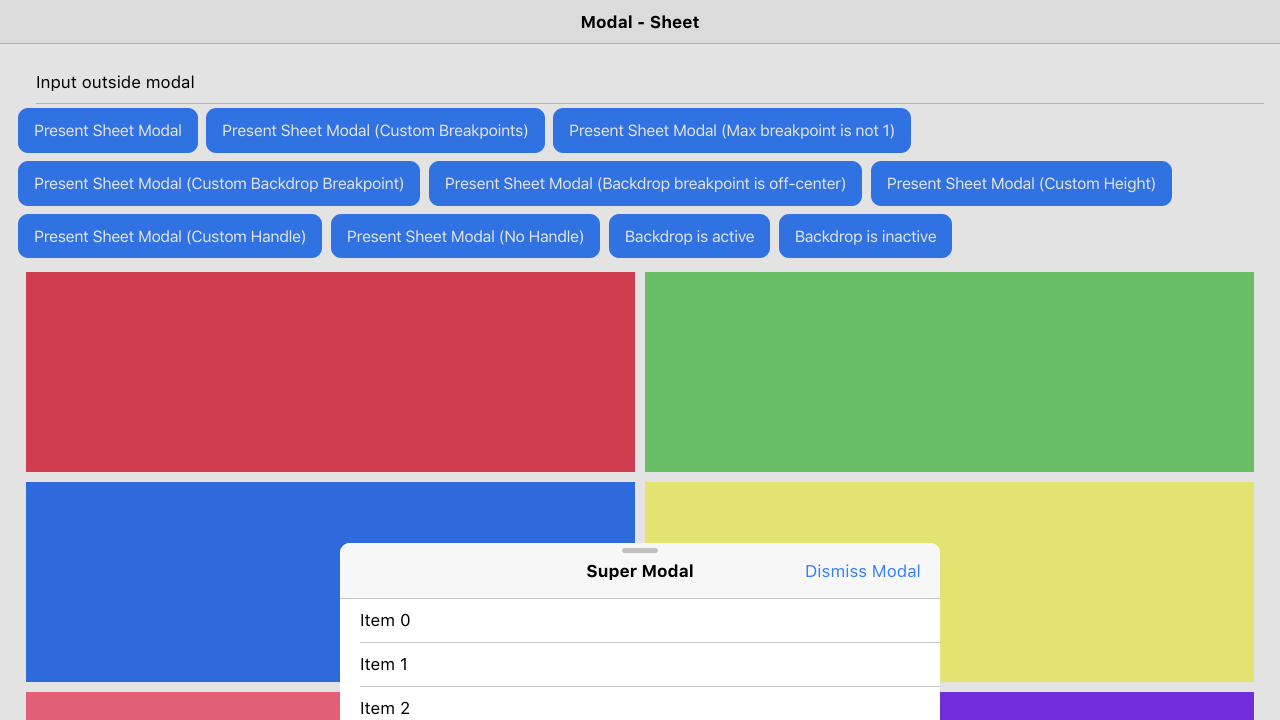 Modal - Sheet
Input outside modal
Present Sheet Modal
Present Sheet Modal (Custom Breakpoints)
Present Sheet Modal (Max breakpoint is not 1)
Present Sheet Modal (Custom Backdrop Breakpoint)
Present Sheet Modal (Backdrop breakpoint is off-center)
Present Sheet Modal (Custom Height)
Present Sheet Modal (Custom Handle)
Present Sheet Modal (No Handle)
Backdrop is active
Backdrop is inactive
Super Modal
Dismiss Modal
Item 0
Item 1
Item 2